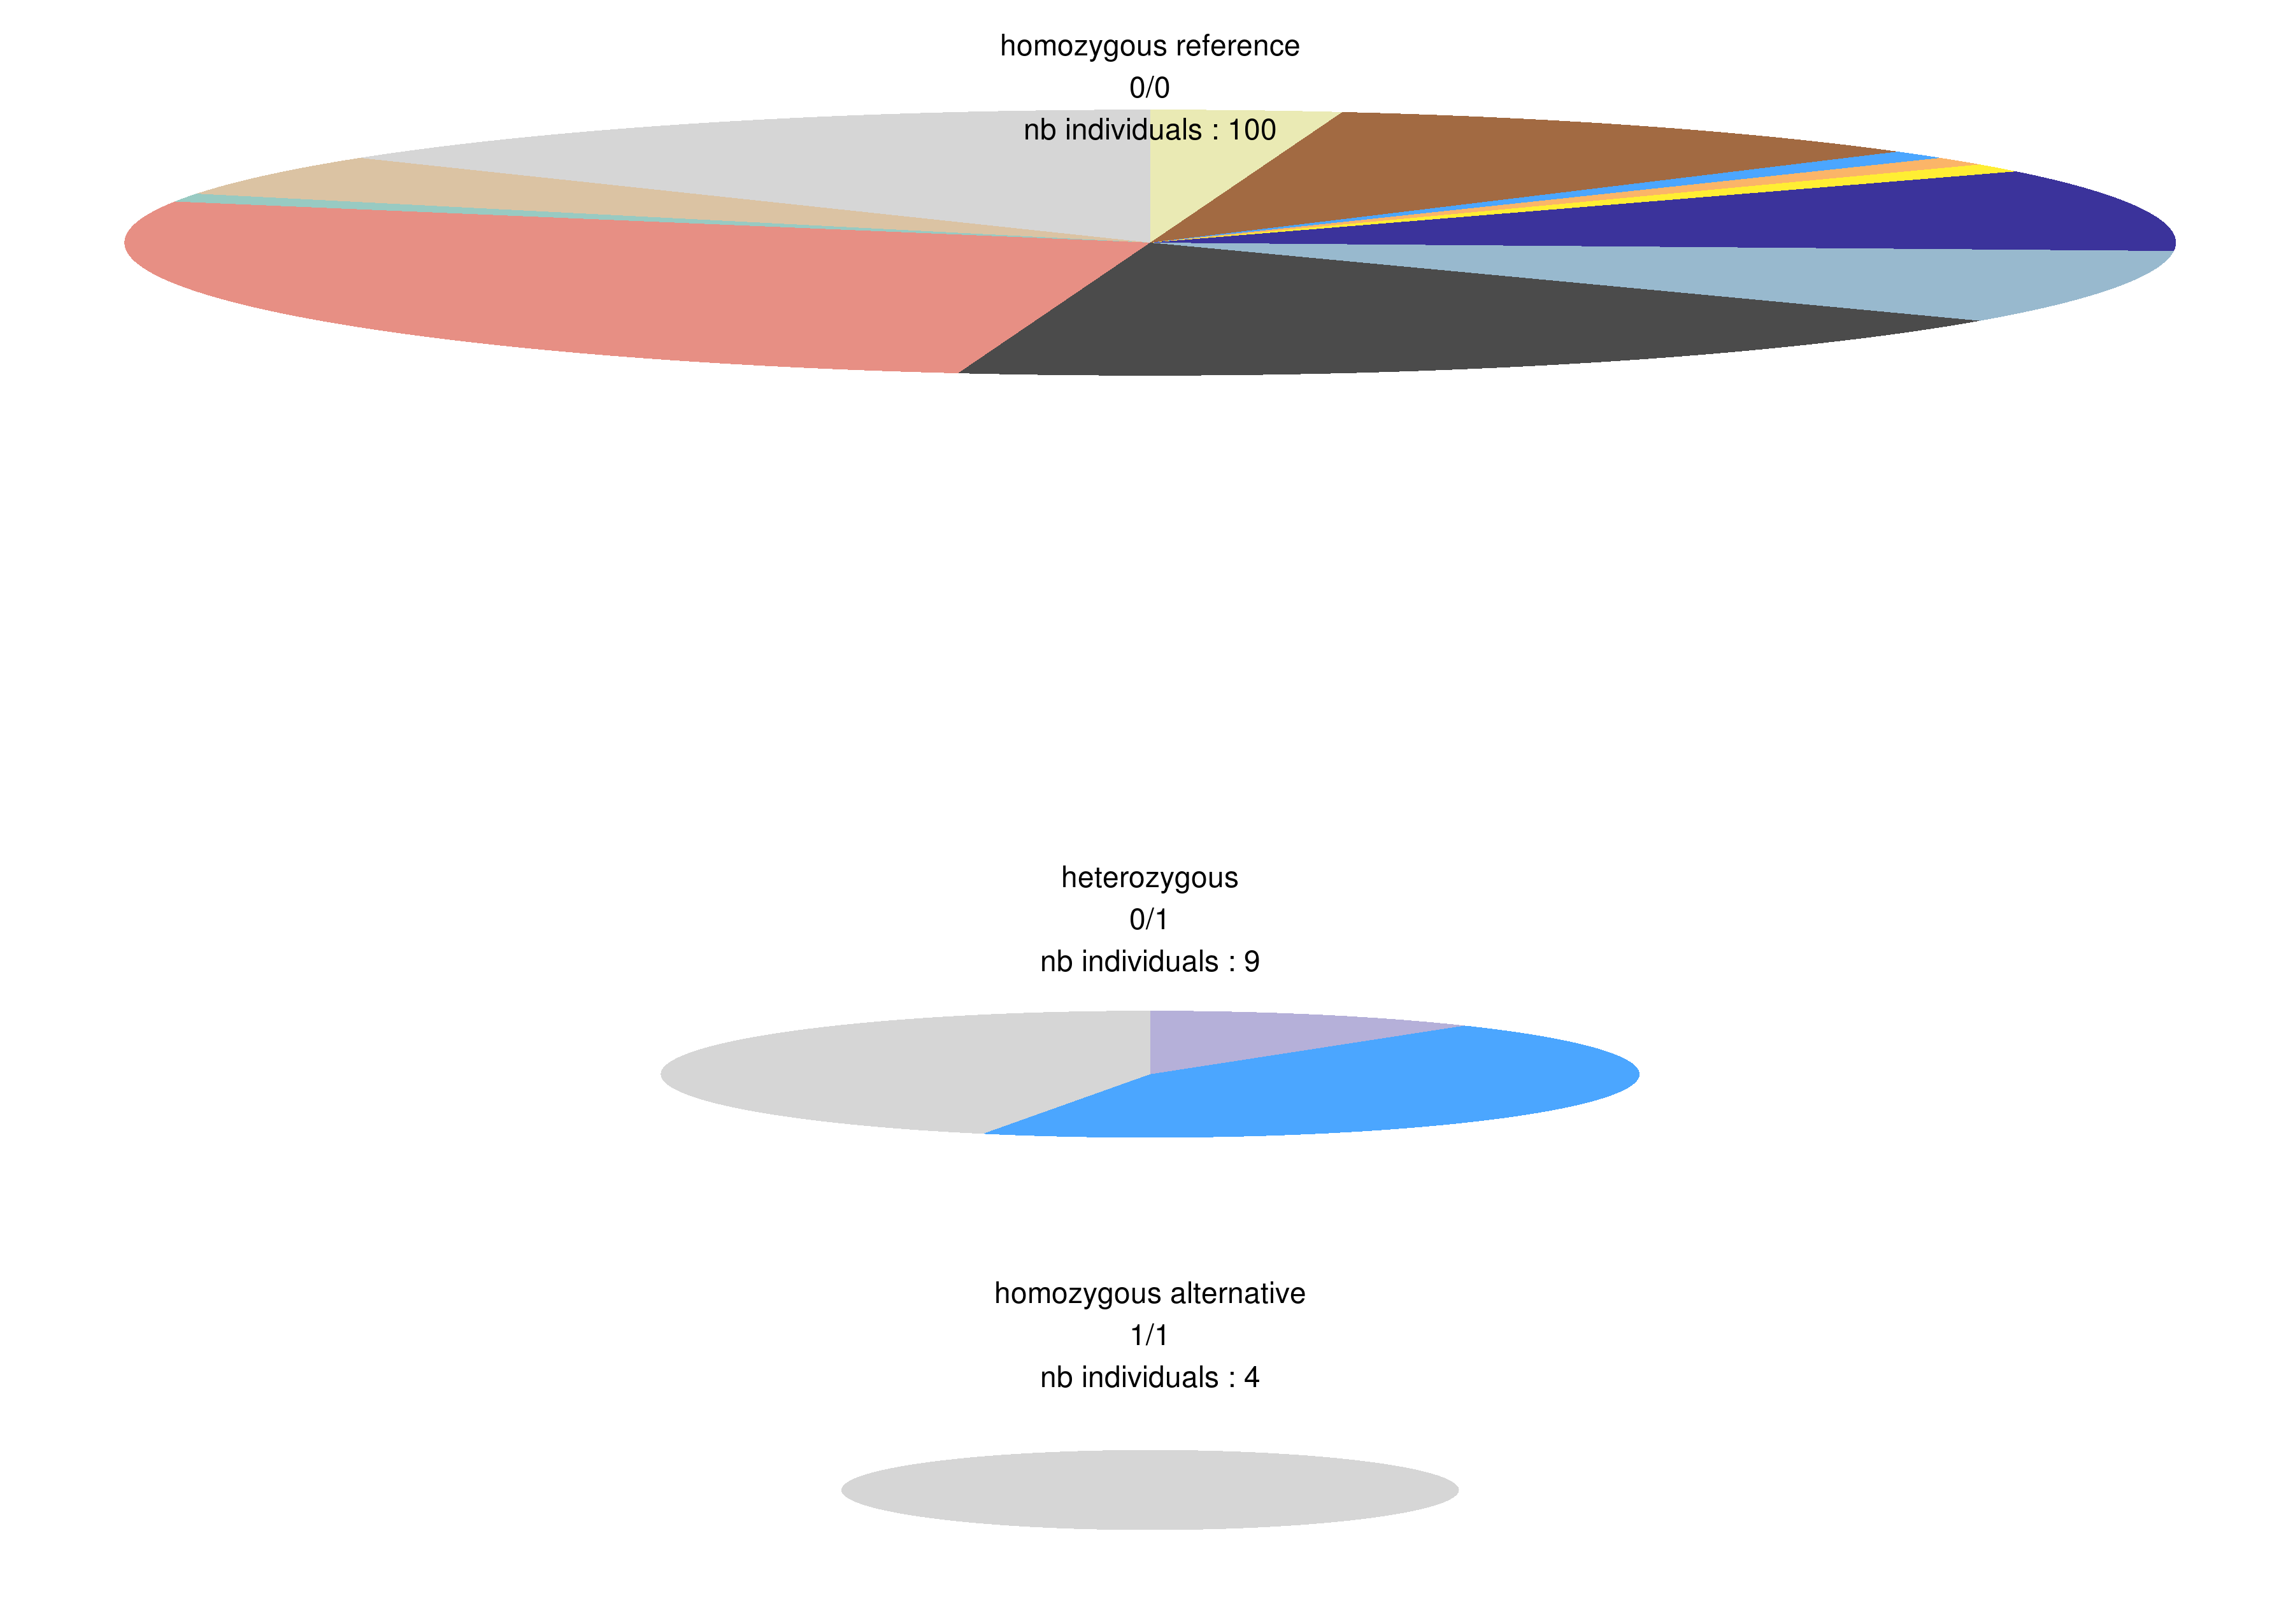 homozygous reference
0/0
nb individuals : 100
heterozygous
0/1
nb individuals : 9
homozygous alternative
1/1
nb individuals : 4